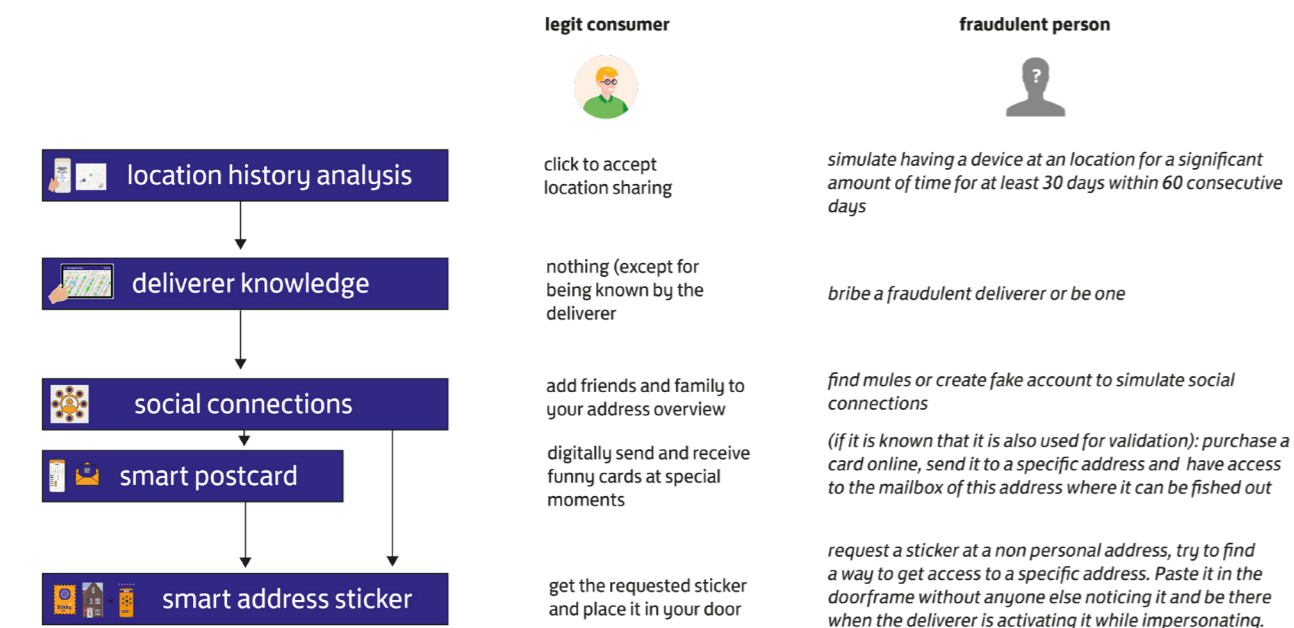 legit consumer
fraudulent person
?
location history analysis
click to accept
location sharing
simulate having a device at an location for a significant
amount of time for at least 30 days within 60 consecutive
days
deliverer knowledge
nothing (except for
being known by the
deliverer
bribe a fraudulent deliverer or be one
social connections
add friends and family to
your address overview
find mules or create fake account to simulate social
connections
smart postcard
digitally send and receive
funny cards at special
moments
(if it is known that it is also used for validation): purchase a
card online, send it to a specific address and have access
to the mailbox of this address where it can be fished out
smart address sticker
get the requested sticker
and place it in your door
request a sticker at a non personal address, try to find
a way to get access to a specific address. Paste it in the
doorframe without anyone else noticing it and be there
when the deliverer is activating it while impersonating.